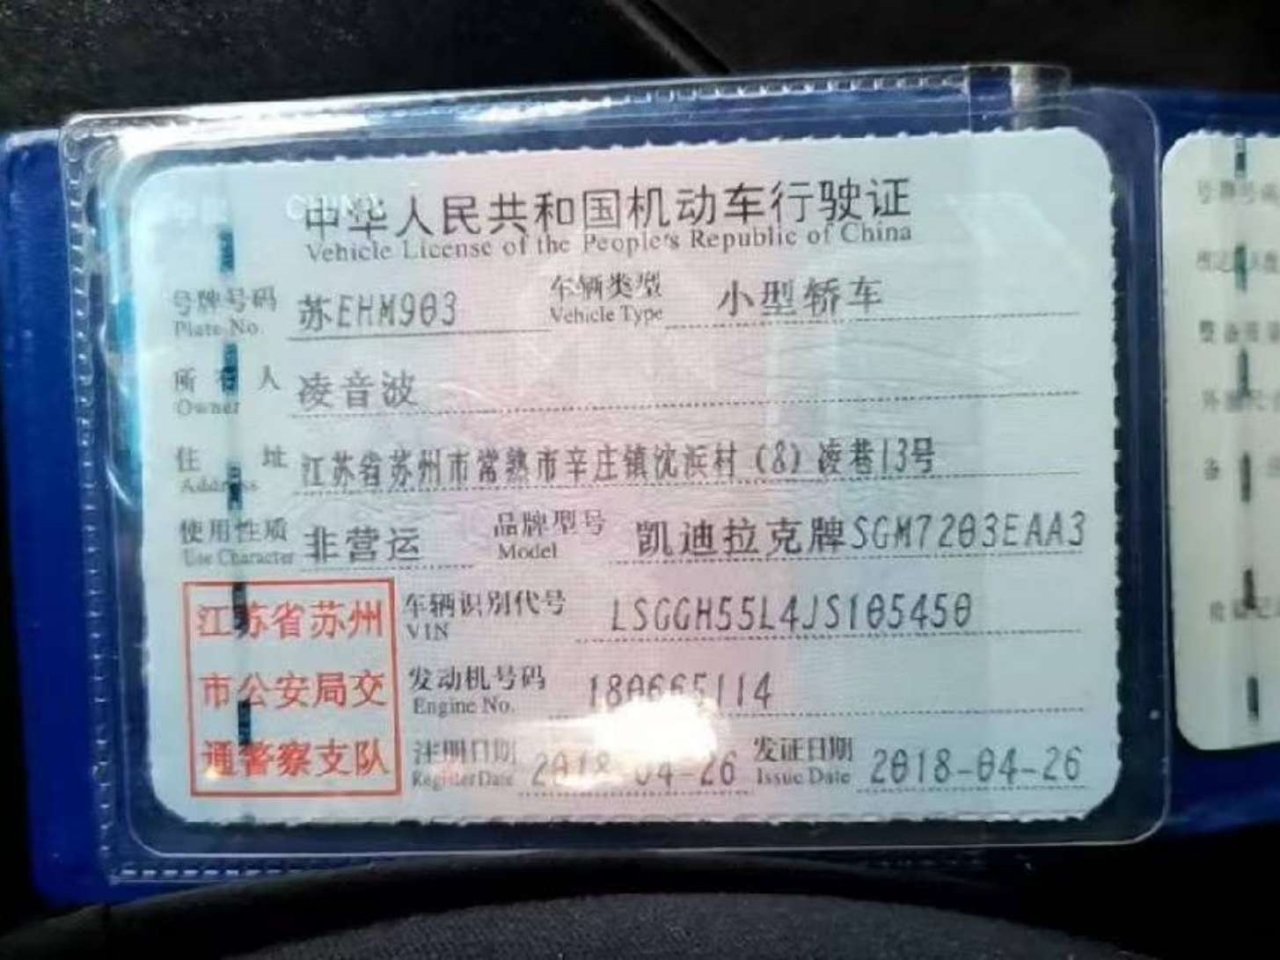 中华人民共和国机动车行驶证
Vehicle License of the People's Republic of China
号牌号码 苏EHM903 车辆类型 小型轿车
Plate No. Vehicle Type
所有人 凌音波
Owner
住址 江苏省苏州市常熟市辛庄镇沈浜村(8)凌巷13号
Address
使用性质 非营运 品牌型号 凯迪拉克牌SGM7203EAA3
Use Character Model
江苏省苏州
市公安局交
通警察支队
车辆识别代号 LSGGH55L4JS105450
VIN
发动机号码 180665114
Engine No.
注册日期 2018-04-26 发证日期 2018-04-26
Register Date Issue Date
号牌号码
整备质量